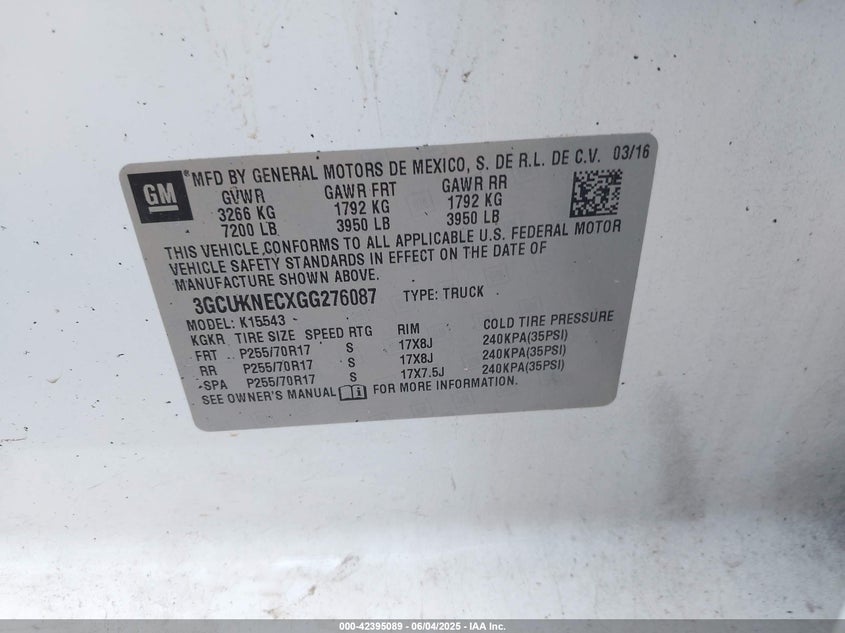 GM
® MFD BY GENERAL MOTORS DE MEXICO, S. DE R.L. DE C.V. 03/16
GVWR GAWR FRT GAWR RR
3266 KG 1792 KG 1792 KG
7200 LB 3950 LB 3950 LB
THIS VEHICLE CONFORMS TO ALL APPLICABLE U.S. FEDERAL MOTOR
VEHICLE SAFETY STANDARDS IN EFFECT ON THE DATE OF
MANUFACTURE SHOWN ABOVE.
3GCUKNECXGG276087 TYPE: TRUCK
MODEL: K15543
KGKR TIRE SIZE SPEED RTG RIM COLD TIRE PRESSURE
FRT P255/70R17 S 17X8J 240KPA(35PSI)
RR P255/70R17 S 17X8J 240KPA(35PSI)
SPA P255/70R17 S 17X7.5J 240KPA(35PSI)
SEE OWNER'S MANUAL FOR MORE INFORMATION.
000-42395089 - 06/04/2025 - IAA Inc.